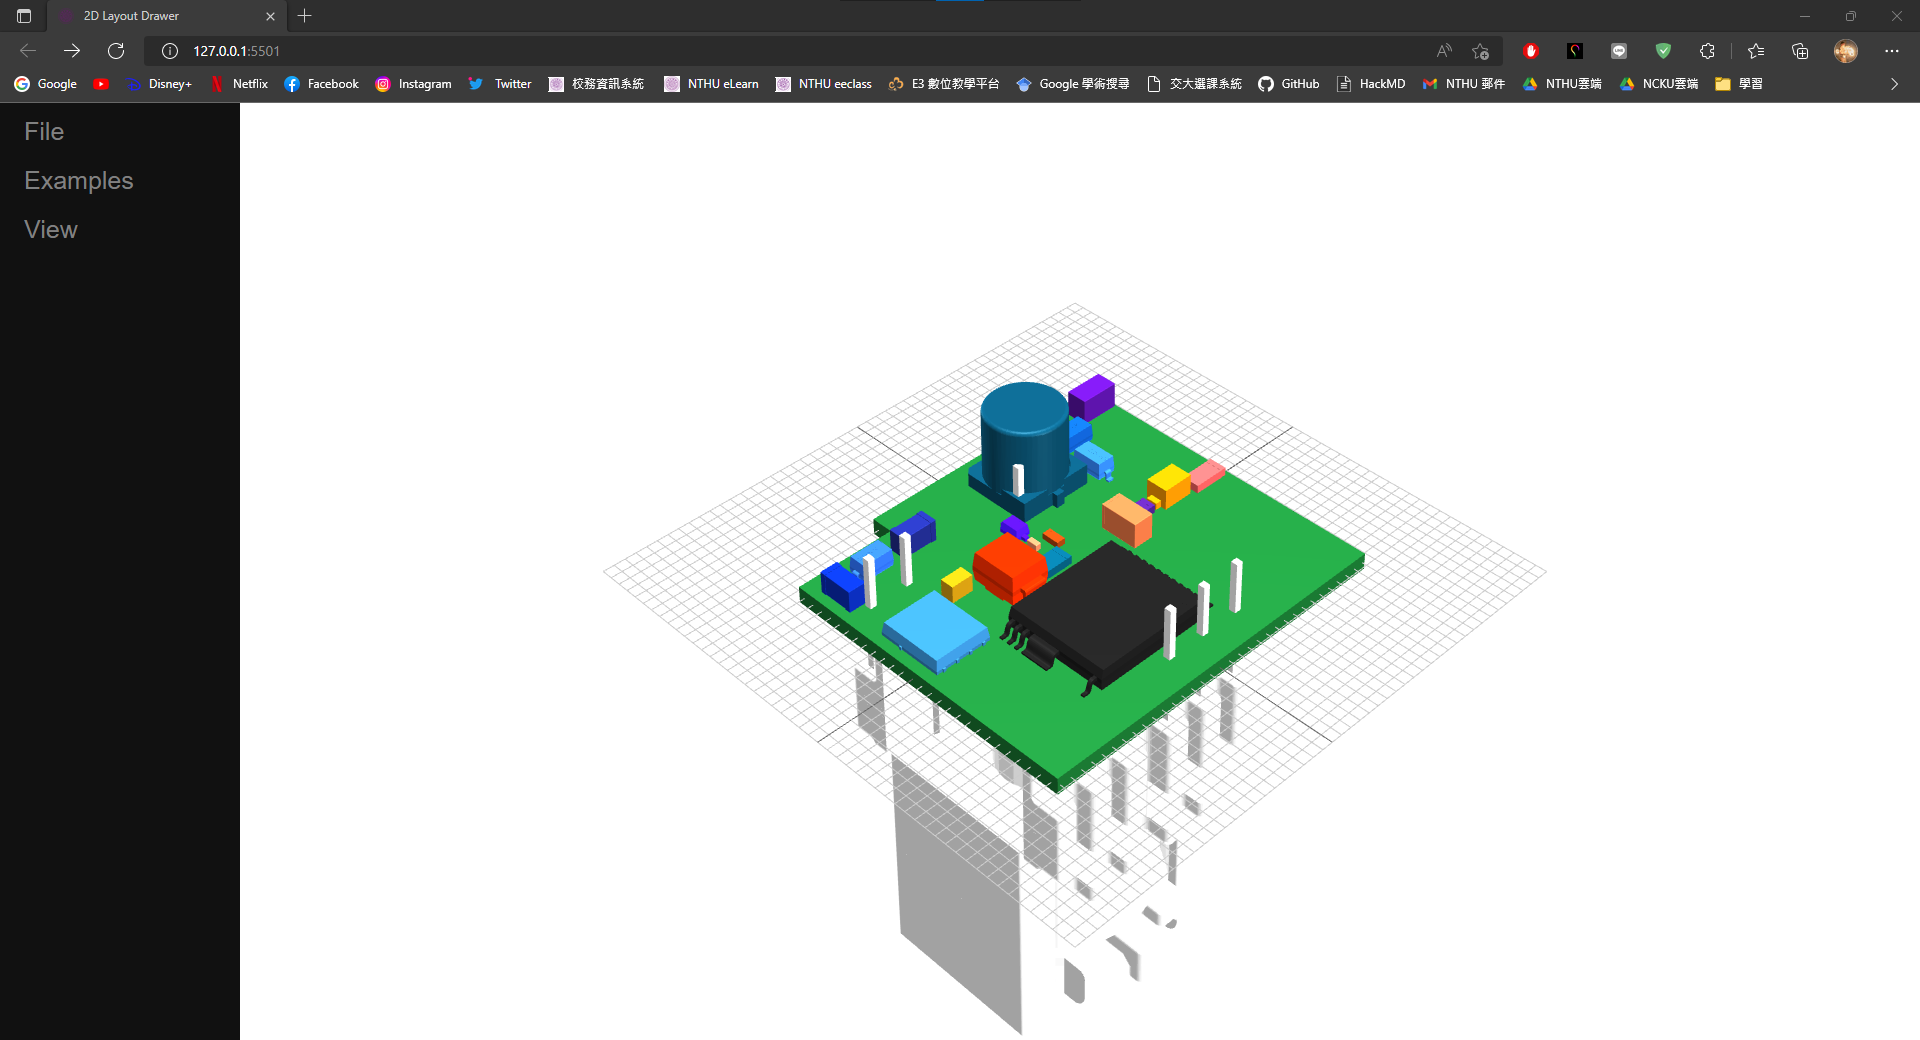 2D Layout Drawer
127.0.0.1:5501
Google Disney+ Netflix Facebook Instagram Twitter 校務資訊系統 NTHU eLearn NTHU eeclass E3 數位教學平台 Google 學術搜尋 交大選課系統 GitHub HackMD NTHU 郵件 NTHU雲端 NCKU雲端 學習
File
Examples
View